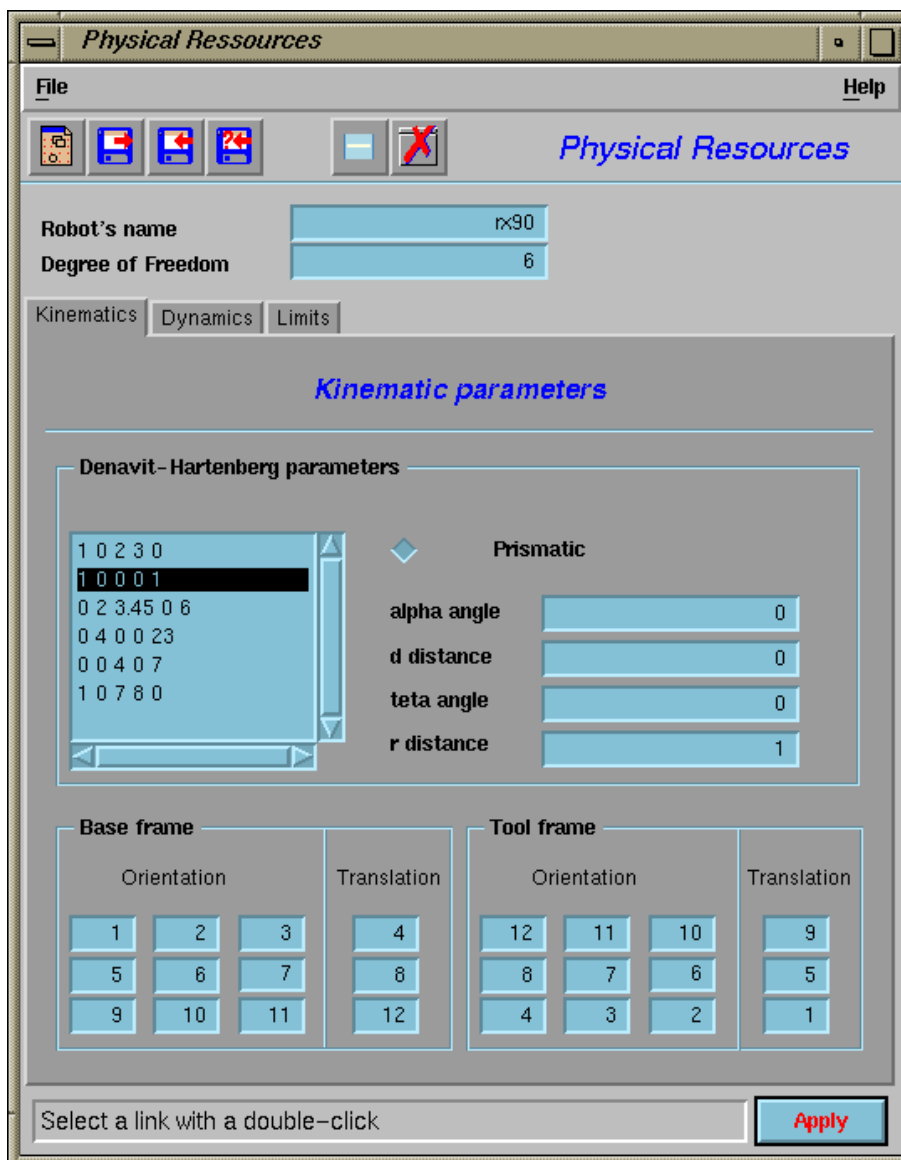 Physical Ressources
File Help
Physical Resources
Robot's name rx90
Degree of Freedom 6
Kinematics Dynamics Limits
Kinematic parameters
Denavit-Hartenberg parameters
1 0 2 3 0
1 0 0 0 1
0 2 3.45 0 6
0 4 0 0 23
0 0 4 0 7
1 0 7 8 0
Prismatic
alpha angle 0
d distance 0
teta angle 0
r distance 1
Base frame Tool frame
Orientation Translation Orientation Translation
1 2 3 4 12 11 10 9
5 6 7 8 8 7 6 5
9 10 11 12 4 3 2 1
Select a link with a double-click Apply